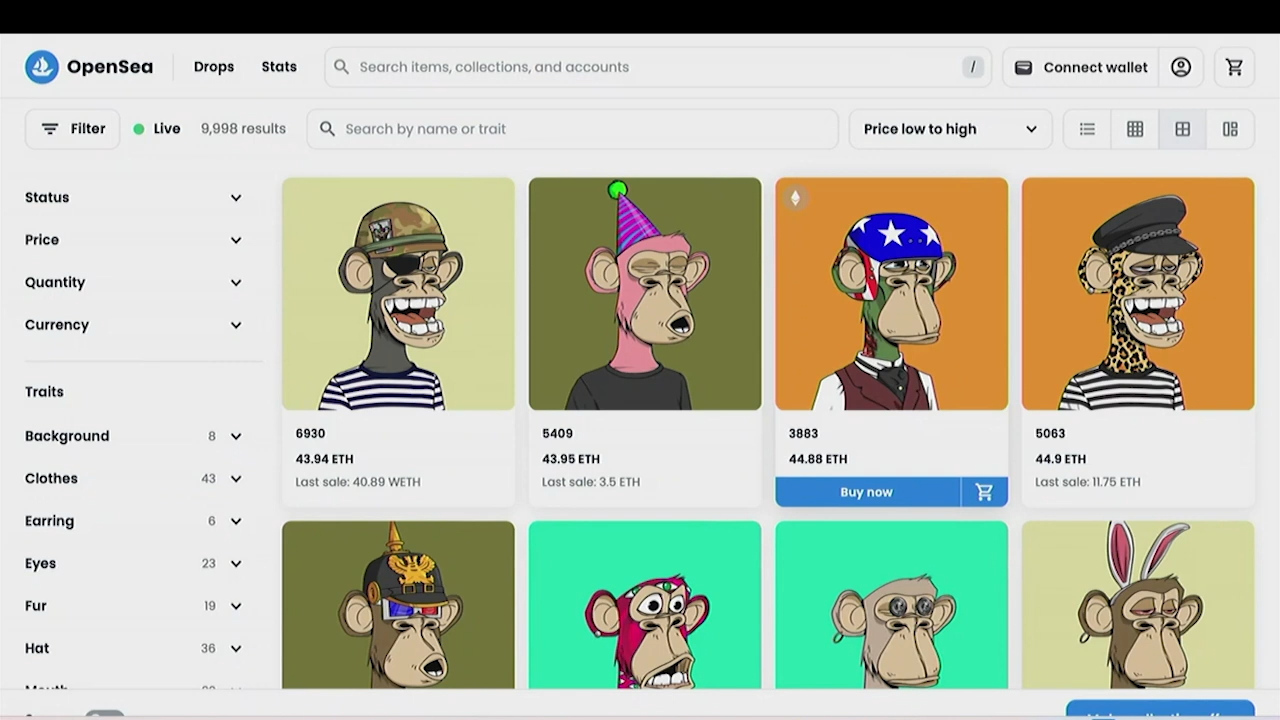 OpenSea
Drops
Stats
Search items, collections, and accounts
/
Connect wallet
Filter
Live
9,998 results
Search by name or trait
Price low to high
Status
Price
Quantity
Currency
Traits
Background 8
Clothes 43
Earring 6
Eyes 23
Fur 19
Hat 36
6930
43.94 ETH
Last sale: 40.89 WETH
5409
43.95 ETH
Last sale: 3.5 ETH
3883
44.88 ETH
Buy now
5063
44.9 ETH
Last sale: 11.75 ETH